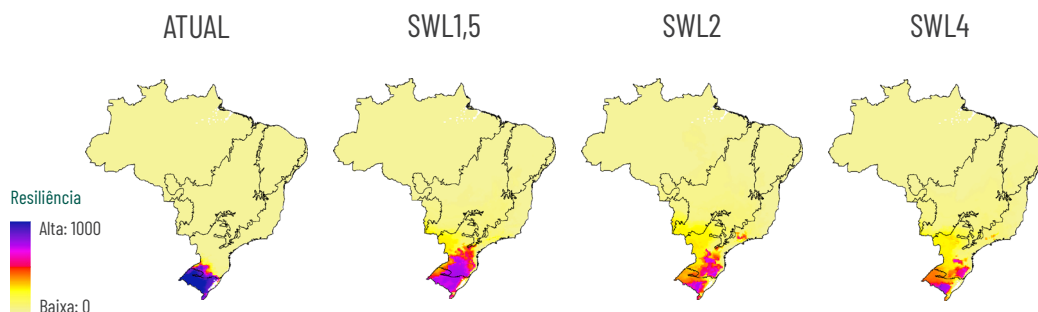 ATUAL
SWL1,5
SWL2
SWL4
Resiliência
Alta: 1000
Baixa: 0